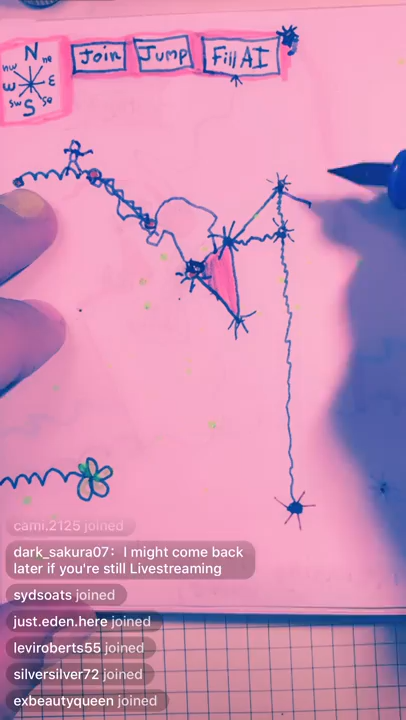 N
nw ne
W E
sw se
S
Join Jump Fill AI
cami.2125 joined
dark_sakura07: I might come back
later if you're still Livestreaming
sydsoats joined
just.eden.here joined
leviroberts55 joined
silversilver72 joined
exbeautyqueen joined